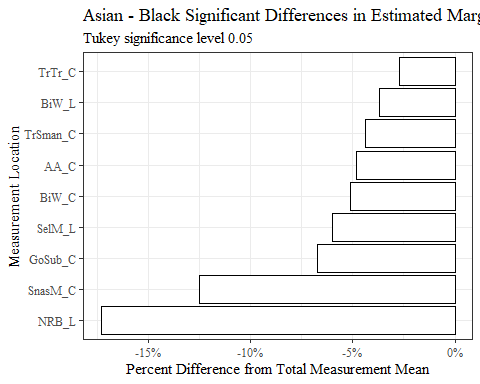 Asian - Black Significant Differences in Estimated Marg
Tukey significance level 0.05
Measurement Location
TrTr_C
BiW_L
TrSman_C
AA_C
BiW_C
SelM_L
GoSub_C
SnasM_C
NRB_L
-15%
-10%
-5%
0%
Percent Difference from Total Measurement Mean